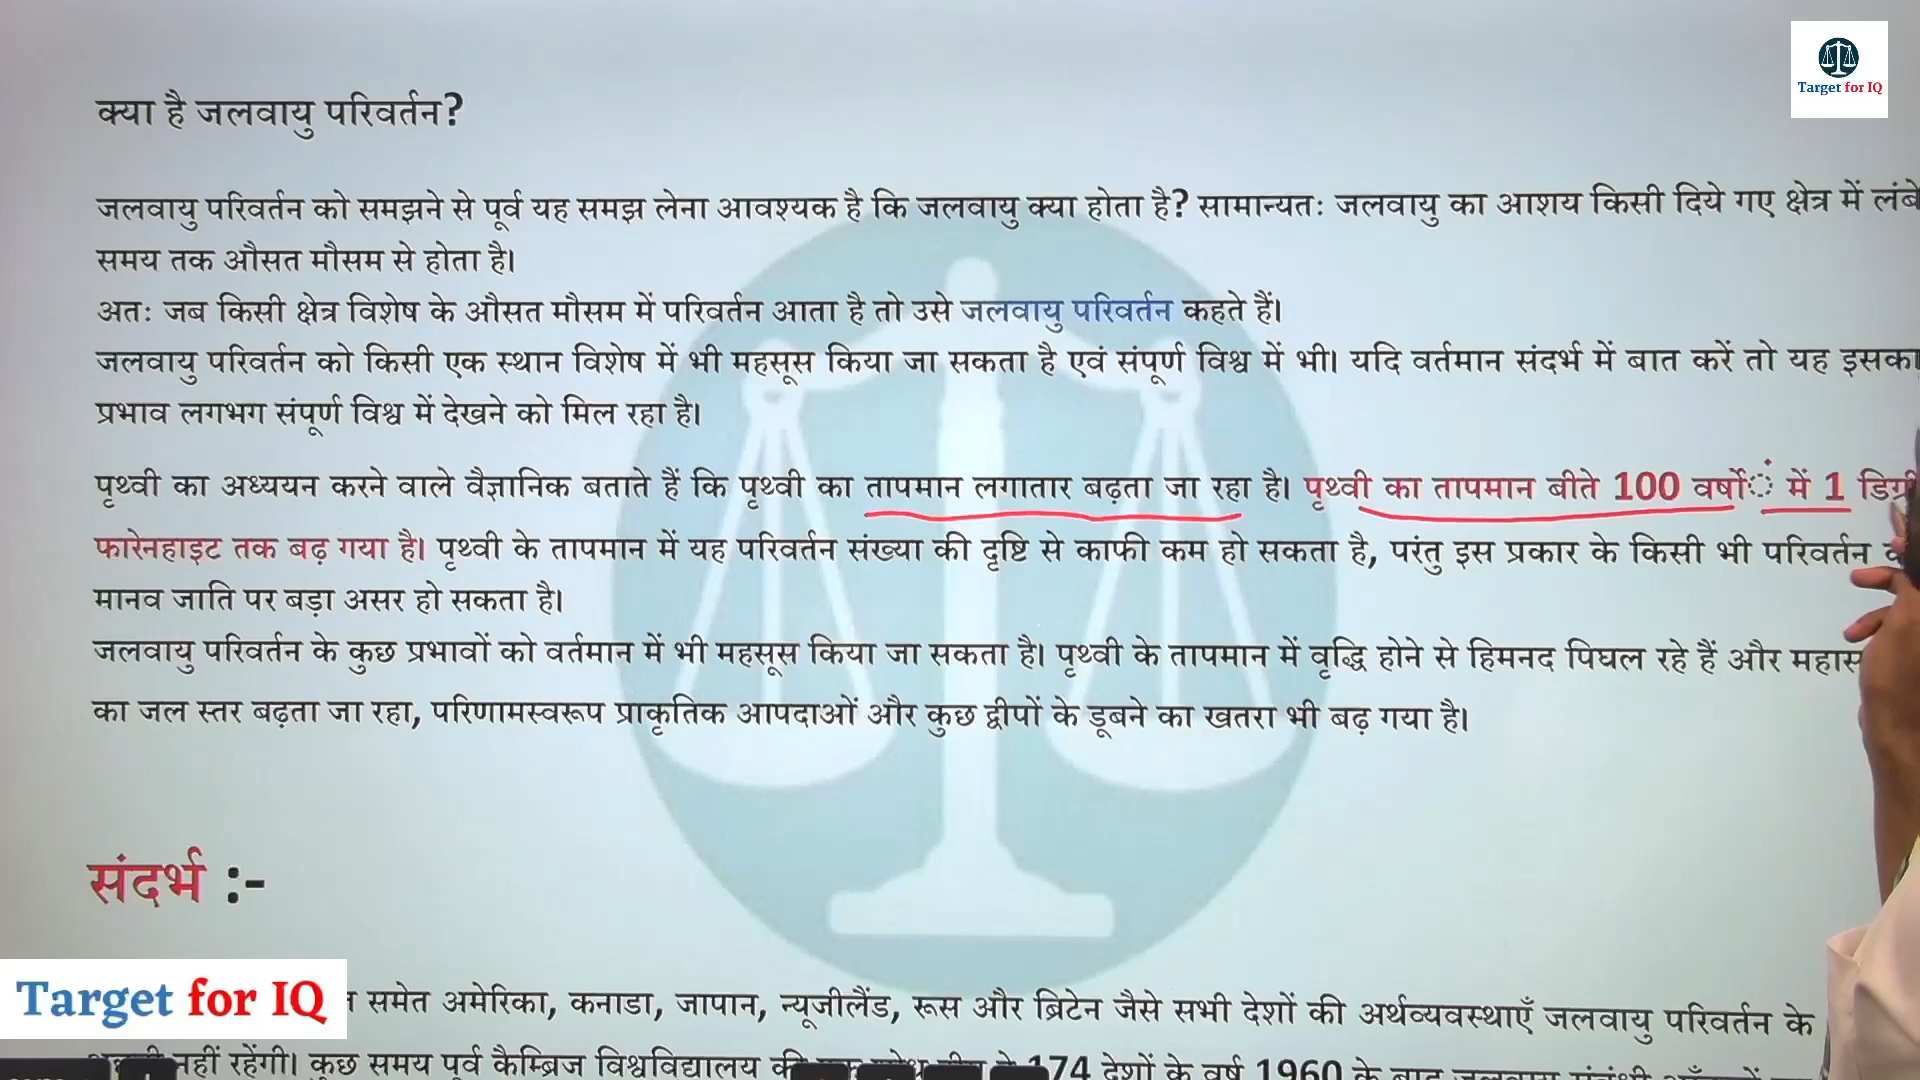 Target for IQ
क्या है जलवायु परिवर्तन?
जलवायु परिवर्तन को समझने से पूर्व यह समझ लेना आवश्यक है कि जलवायु क्या होता है? सामान्यतः जलवायु का आशय किसी दिये गए क्षेत्र में लंबे
समय तक औसत मौसम से होता है।
अतः जब किसी क्षेत्र विशेष के औसत मौसम में परिवर्तन आता है तो उसे जलवायु परिवर्तन कहते हैं।
जलवायु परिवर्तन को किसी एक स्थान विशेष में भी महसूस किया जा सकता है एवं संपूर्ण विश्व में भी। यदि वर्तमान संदर्भ में बात करें तो यह इसका
प्रभाव लगभग संपूर्ण विश्व में देखने को मिल रहा है।
पृथ्वी का अध्ययन करने वाले वैज्ञानिक बताते हैं कि पृथ्वी का तापमान लगातार बढ़ता जा रहा है। पृथ्वी का तापमान बीते 100 वर्षों◌ं में 1 डिग्री
फारेनहाइट तक बढ़ गया है। पृथ्वी के तापमान में यह परिवर्तन संख्या की दृष्टि से काफी कम हो सकता है, परंतु इस प्रकार के किसी भी परिवर्तन
मानव जाति पर बड़ा असर हो सकता है।
जलवायु परिवर्तन के कुछ प्रभावों को वर्तमान में भी महसूस किया जा सकता है। पृथ्वी के तापमान में वृद्धि होने से हिमनद पिघल रहे हैं और
का जल स्तर बढ़ता जा रहा, परिणामस्वरूप प्राकृतिक आपदाओं और कुछ द्वीपों के डूबने का खतरा भी बढ़ गया है।
संदर्भ :-
समेत अमेरिका, कनाडा, जापान, न्यूजीलैंड, रूस और ब्रिटेन जैसे सभी देशों की अर्थव्यवस्थाएँ जलवायु परिवर्तन के
नहीं रहेंगी। कुछ समय पूर्व कैम्ब्रिज विश्वविद्यालय की 174 देशों के वर्ष 1960 के बाद
Target for IQ